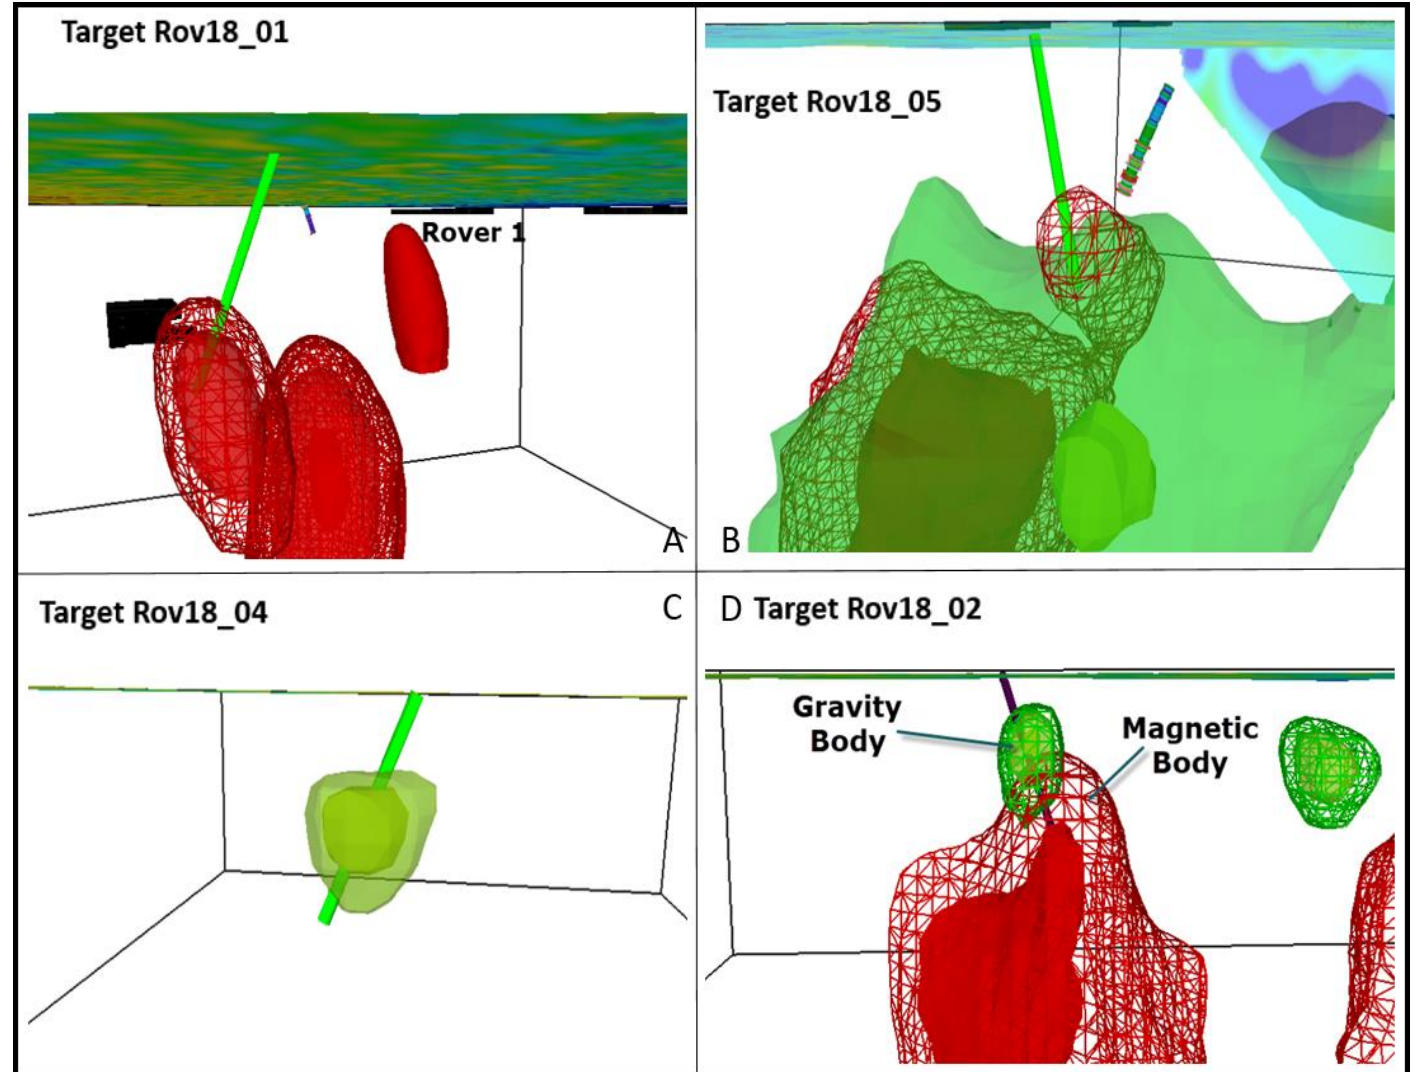 Target Rov18_01
Rover 1
A
Target Rov18_05
B
Target Rov18_04
C
D Target Rov18_02
Gravity
Body
Magnetic
Body